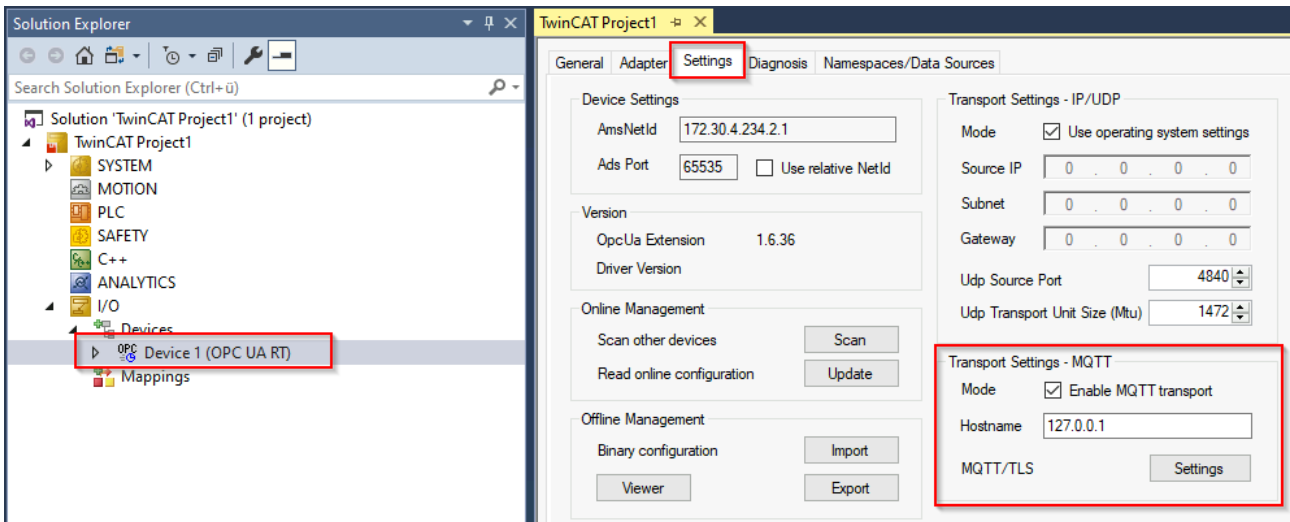 Solution Explorer
Search Solution Explorer (Ctrl+ü)
Solution 'TwinCAT Project1' (1 project)
TwinCAT Project1
SYSTEM
MOTION
PLC
SAFETY
C++
ANALYTICS
I/O
Devices
OPC Device 1 (OPC UA RT)
Mappings
TwinCAT Project1
General Adapter Settings Diagnosis Namespaces/Data Sources
Device Settings
AmsNetId 172.30.4.234.2.1
Ads Port 65535 Use relative NetId
Version
OpcUa Extension 1.6.36
Driver Version
Online Management
Scan other devices Scan
Read online configuration Update
Offline Management
Binary configuration Import
Viewer Export
Transport Settings - IP/UDP
Mode Use operating system settings
Source IP 0 . 0 . 0 . 0
Subnet 0 . 0 . 0 . 0
Gateway 0 . 0 . 0 . 0
Udp Source Port 4840
Udp Transport Unit Size (Mtu) 1472
Transport Settings - MQTT
Mode Enable MQTT transport
Hostname 127.0.0.1
MQTT/TLS Settings